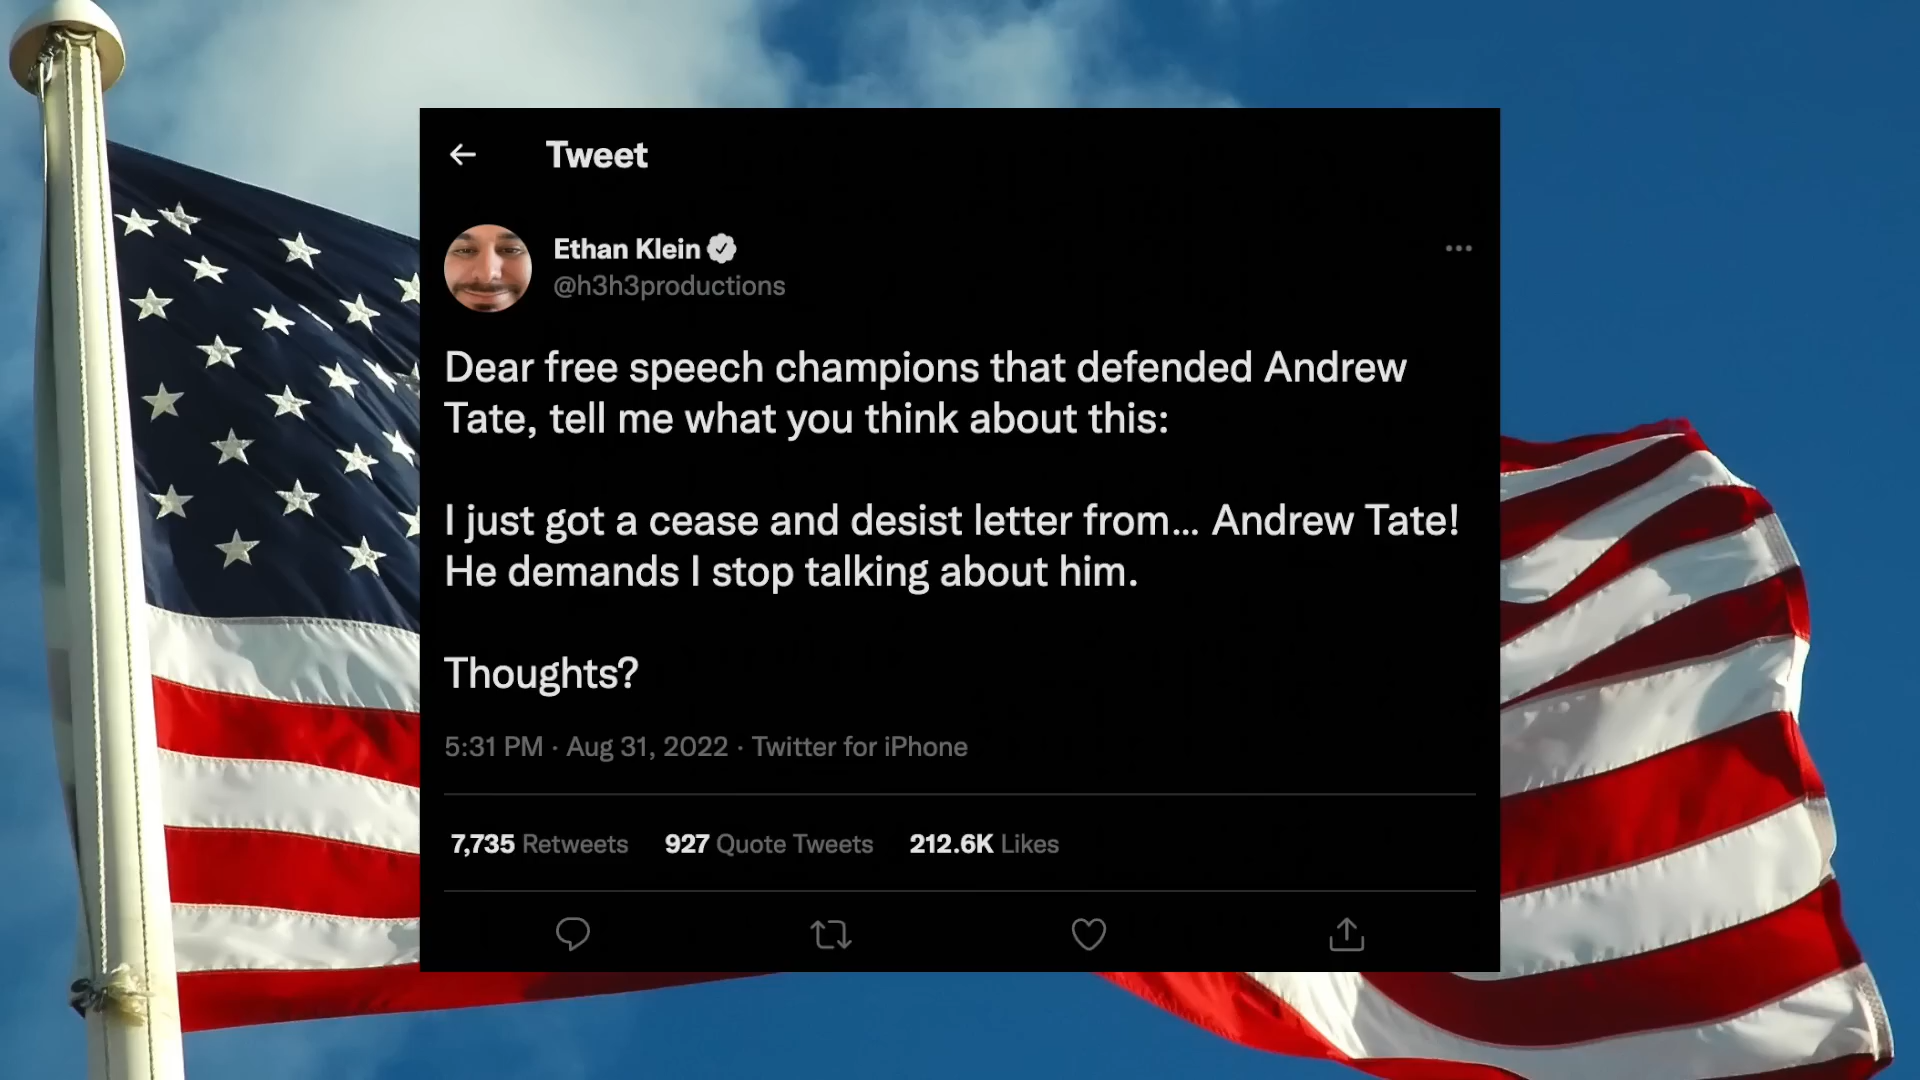 Tweet
Ethan Klein
@h3h3productions
Dear free speech champions that defended Andrew
Tate, tell me what you think about this:
I just got a cease and desist letter from... Andrew Tate!
He demands I stop talking about him.
Thoughts?
5:31 PM · Aug 31, 2022 · Twitter for iPhone
7,735 Retweets 927 Quote Tweets 212.6K Likes